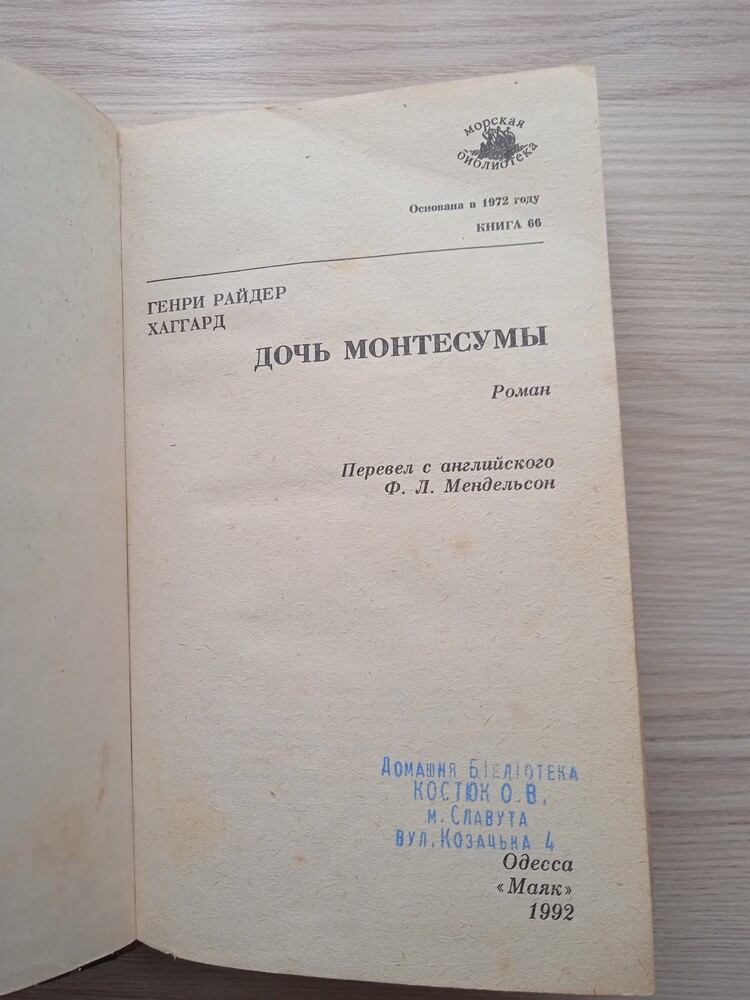 морская
библиотека
Основана в 1972 году
КНИГА 66
ГЕНРИ РАЙДЕР
ХАГГАРД
ДОЧЬ МОНТЕСУМЫ
Роман
Перевел с английского
Ф. Л. Мендельсон
ДОМАШНЯ БІБЛІОТЕКА
КОСТЮК О.В.
м. СЛАВУТА
ВУЛ. КОЗАЦЬКА 4
Одесса
«Маяк»
1992